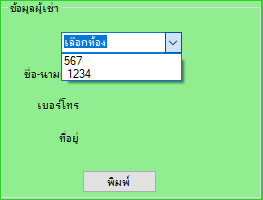 ข้อมูลผู้เช่า
เลือกห้อง
567
1234
ชื่อ-นาม
เบอร์โทร
ที่อยู่
พิมพ์